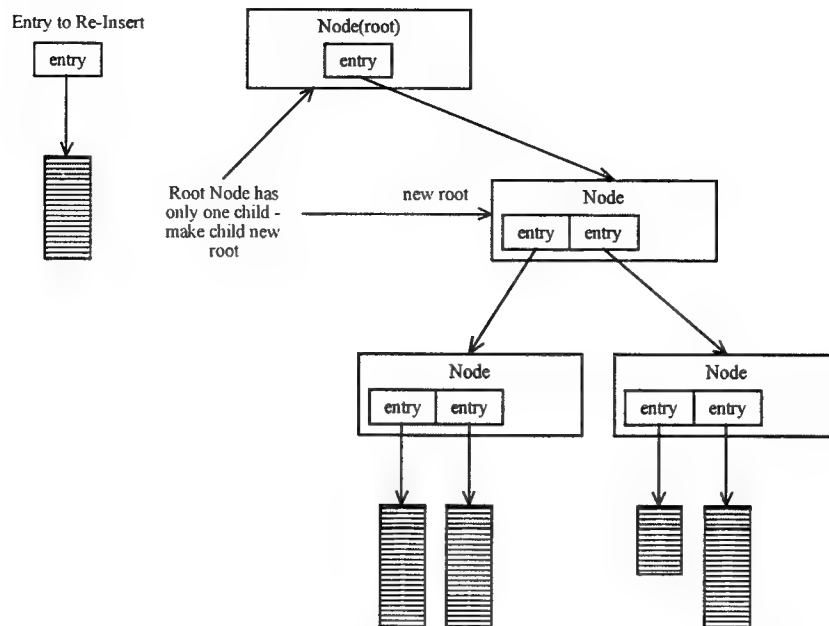 Entry to Re-Insert
entry
Node(root)
entry
Root Node has
only one child -
make child new
root
new root
Node
entry entry
Node
entry entry
Node
entry entry